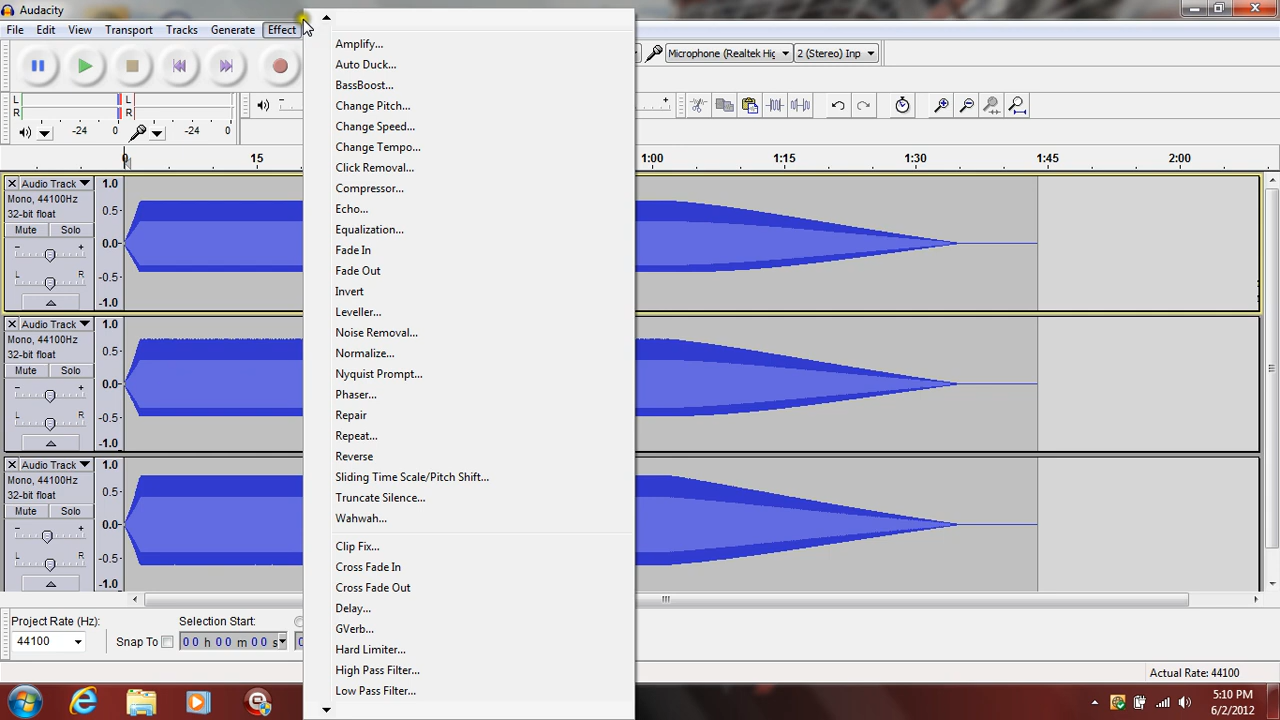 Audacity
File Edit View Transport Tracks Generate Effect
Amplify...
Auto Duck...
BassBoost...
Change Pitch...
Change Speed...
Change Tempo...
Click Removal...
Compressor...
Echo...
Equalization...
Fade In
Fade Out
Invert
Leveller...
Noise Removal...
Normalize...
Nyquist Prompt...
Phaser...
Repair
Repeat...
Reverse
Sliding Time Scale/Pitch Shift...
Truncate Silence...
Wahwah...
Clip Fix...
Cross Fade In
Cross Fade Out
Delay...
GVerb...
Hard Limiter...
High Pass Filter...
Low Pass Filter...
Microphone (Realtek Hig
2 (Stereo) Inp
L
R
-24 0
L
R
-24 0
0 15 1:00 1:15 1:30 1:45 2:00
Audio Track
Mono, 44100Hz
32-bit float
Mute Solo
- +
L R
1.0
0.5-
0.0-
-0.5-
-1.0
Audio Track
Mono, 44100Hz
32-bit float
Mute Solo
- +
L R
1.0
0.5-
0.0-
-0.5-
-1.0
Audio Track
Mono, 44100Hz
32-bit float
Mute Solo
- +
L R
1.0
0.5-
0.0-
-0.5-
-1.0
Project Rate (Hz):
44100
Snap To
Selection Start:
00 h 00 m 00 s
Actual Rate: 44100
5:10 PM
6/2/2012